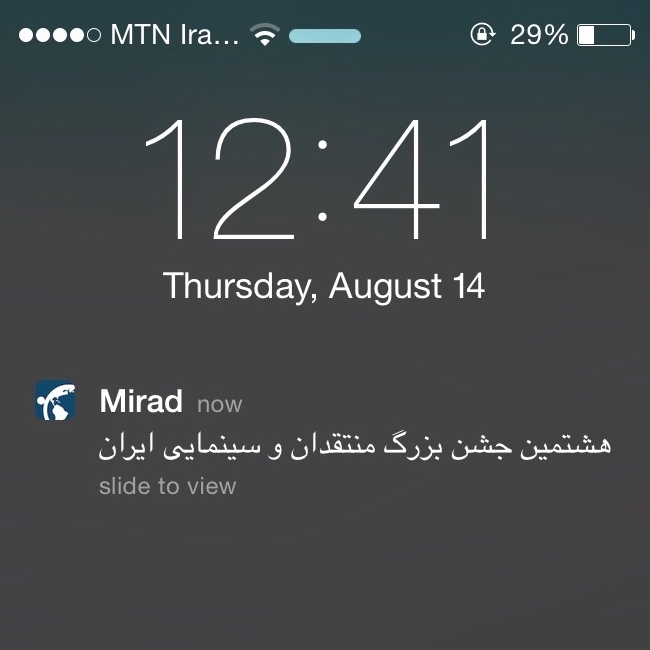 MTN Ira... 29%
12:41
Thursday, August 14
Mirad now
هشتمین جشن بزرگ منتقدان و سینمایی ایران
slide to view